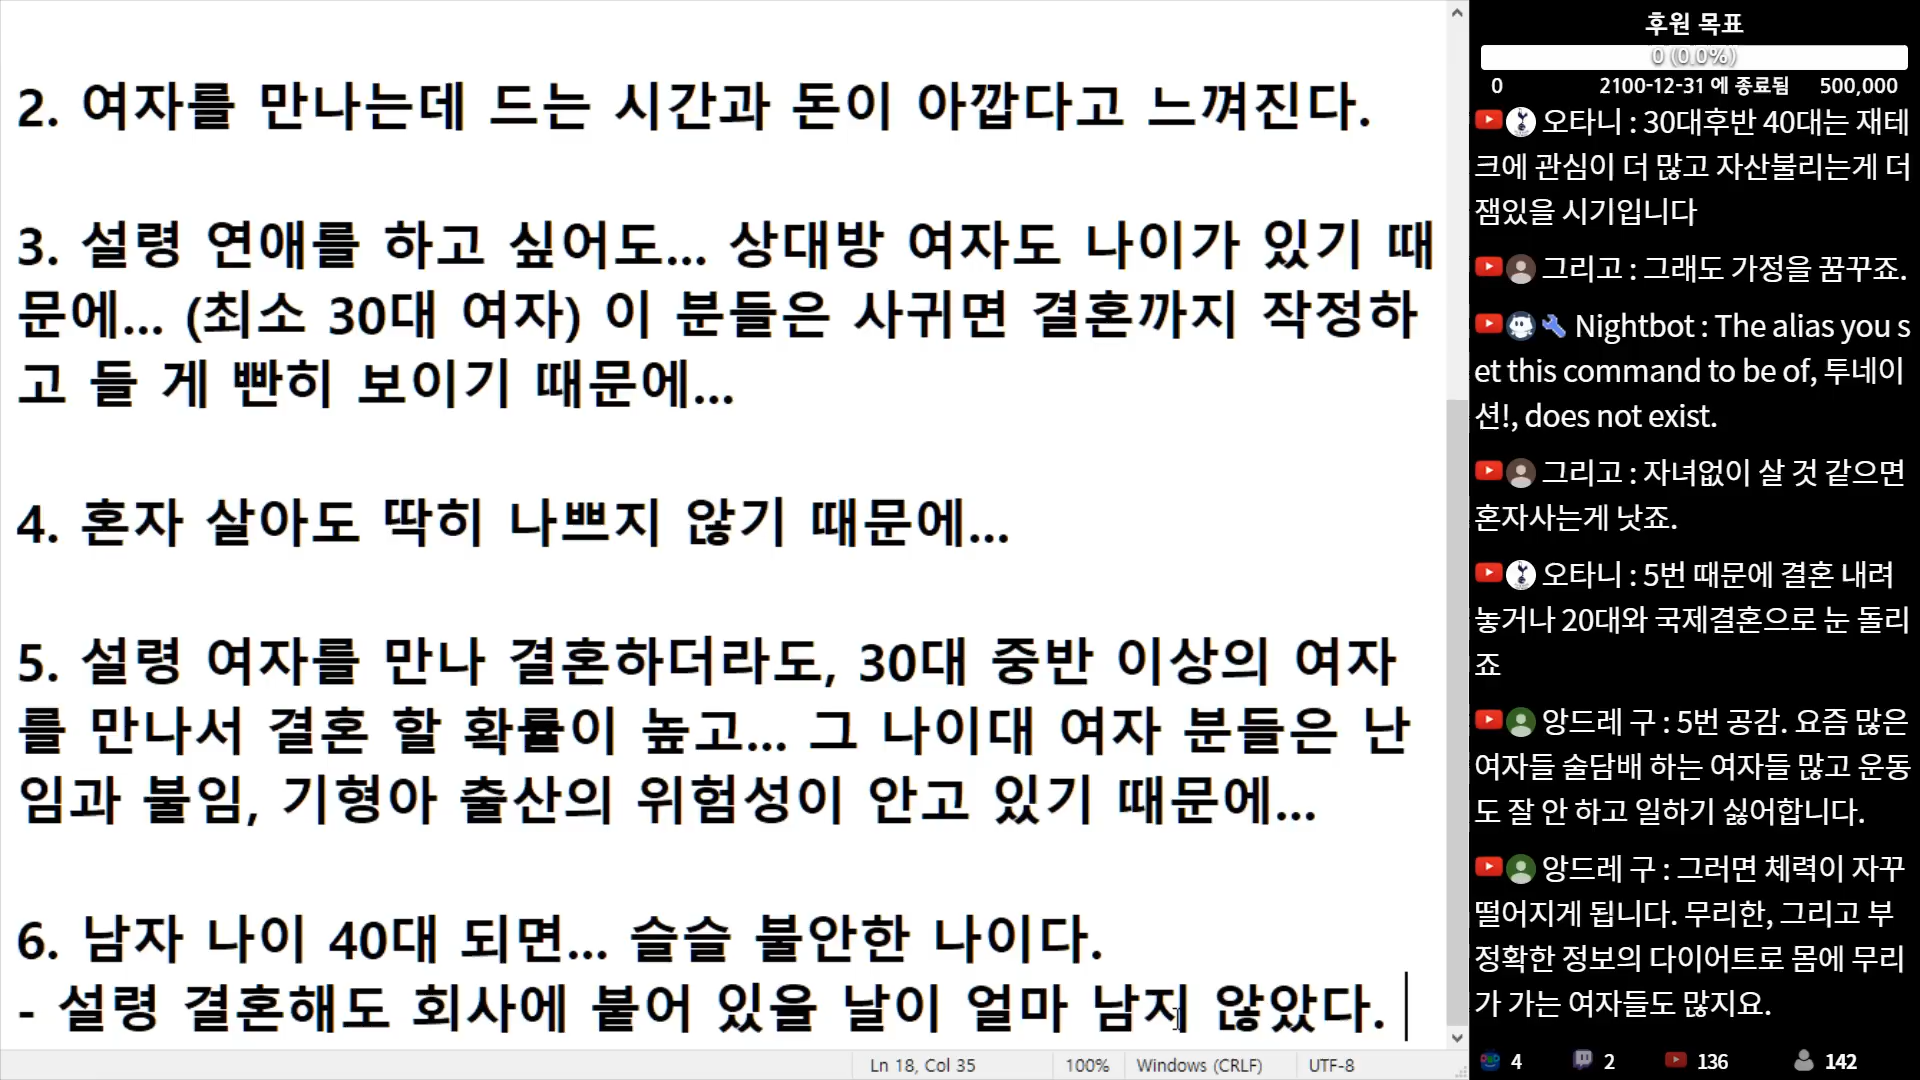 2. 여자를 만나는데 드는 시간과 돈이 아깝다고 느껴진다.
3. 설령 연애를 하고 싶어도... 상대방 여자도 나이가 있기 때
문에... (최소 30대 여자) 이 분들은 사귀면 결혼까지 작정하
고 들 게 빤히 보이기 때문에...
4. 혼자 살아도 딱히 나쁘지 않기 때문에...
5. 설령 여자를 만나 결혼하더라도, 30대 중반 이상의 여자
를 만나서 결혼 할 확률이 높고... 그 나이대 여자 분들은 난
임과 불임, 기형아 출산의 위험성이 안고 있기 때문에...
6. 남자 나이 40대 되면... 슬슬 불안한 나이다.
- 설령 결혼해도 회사에 붙어 있을 날이 얼마 남지 않았다.
Ln 18, Col 35
100%
Windows (CRLF)
UTF-8
후원 목표
0 (0.0%)
0 2100-12-31 에 종료됨 500,000
오타니 : 30대후반 40대는 재테
크에 관심이 더 많고 자산불리는게 더
잼있을 시기입니다
그리고 : 그래도 가정을 꿈꾸죠.
Nightbot : The alias you s
et this command to be of, 투네이
션!, does not exist.
그리고 : 자녀없이 살 것 같으면
혼자사는게 낫죠.
오타니 : 5번 때문에 결혼 내려
놓거나 20대와 국제결혼으로 눈 돌리
죠
앙드레 구 : 5번 공감. 요즘 많은
여자들 술담배 하는 여자들 많고 운동
도 잘 안 하고 일하기 싫어합니다.
앙드레 구 : 그러면 체력이 자꾸
떨어지게 됩니다. 무리한, 그리고 부
정확한 정보의 다이어트로 몸에 무리
가 가는 여자들도 많지요.
4 2 136 142